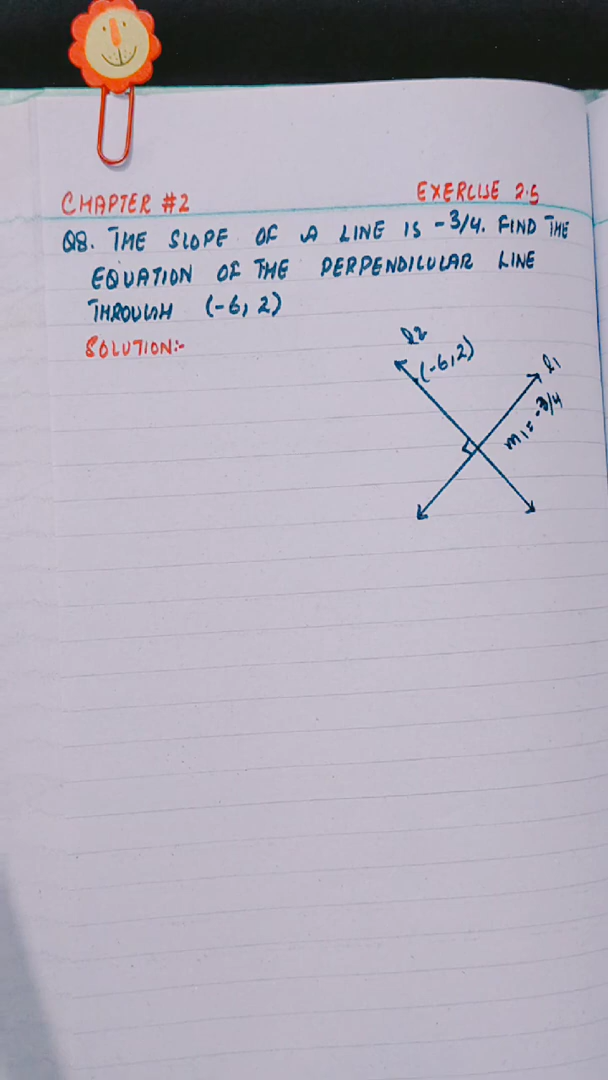 CHAPTER #2 EXERCISE 2.5
Q8. THE SLOPE OF A LINE IS -3/4. FIND THE
EQUATION OF THE PERPENDICULAR LINE
THROUGH (-6, 2)
SOLUTION:-
l2
(-6,2)
l1
m1=-3/4